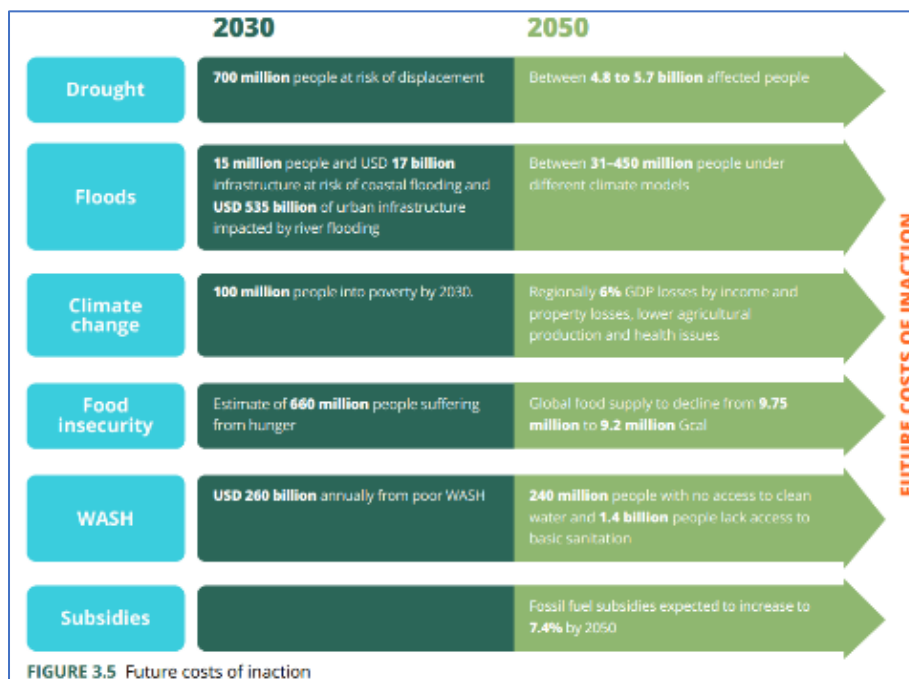 2030
2050
Drought
700 million people at risk of displacement
Between 4.8 to 5.7 billion affected people
Floods
15 million people and USD 17 billion
infrastructure at risk of coastal flooding and
USD 535 billion of urban infrastructure
impacted by river flooding
Between 31–450 million people under
different climate models
Climate
change
100 million people into poverty by 2030.
Regionally 6% GDP losses by income and
property losses, lower agricultural
production and health issues
Food
insecurity
Estimate of 660 million people suffering
from hunger
Global food supply to decline from 9.75
million to 9.2 million Gcal
WASH
USD 260 billion annually from poor WASH
240 million people with no access to clean
water and 1.4 billion people lack access to
basic sanitation
Subsidies
Fossil fuel subsidies expected to increase to
7.4% by 2050
FUTURE COSTS OF INACTION
FIGURE 3.5 Future costs of inaction